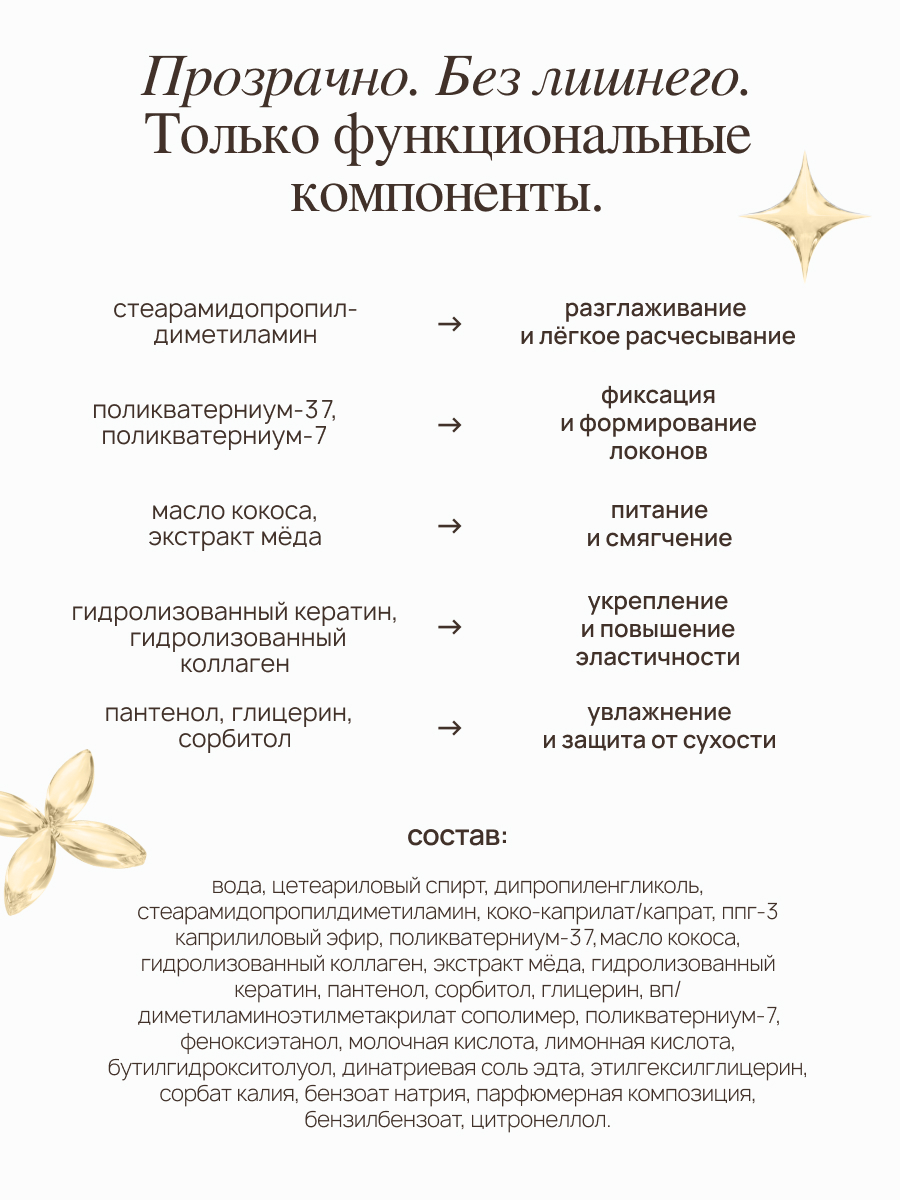 Прозрачно. Без лишнего.
Только функциональные
компоненты.
стеарамидопропил-
диметиламин
→
разглаживание
и лёгкое расчесывание
поликватерниум-37,
поликватерниум-7
→
фиксация
и формирование
локонов
масло кокоса,
экстракт мёда
→
питание
и смягчение
гидролизованный кератин,
гидролизованный
коллаген
→
укрепление
и повышение
эластичности
пантенол, глицерин,
сорбитол
→
увлажнение
и защита от сухости
состав:
вода, цетеариловый спирт, дипропиленгликоль,
стеарамидопропилдиметиламин, коко-каприлат/капрат, ппг-3
каприлиловый эфир, поликватерниум-37,масло кокоса,
гидролизованный коллаген, экстракт мёда, гидролизованный
кератин, пантенол, сорбитол, глицерин, вп/
диметиламиноэтилметакрилат сополимер, поликватерниум-7,
феноксиэтанол, молочная кислота, лимонная кислота,
бутилгидрокситолуол, динатриевая соль эдта, этилгексилглицерин,
сорбат калия, бензоат натрия, парфюмерная композиция,
бензилбензоат, цитронеллол.